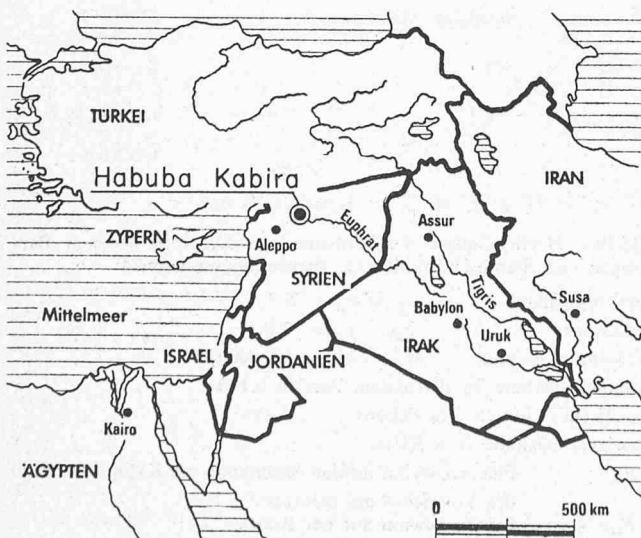 TÜRKEI
Habuba Kabira
IRAN
ZYPERN
Aleppo
Euphrat
Assur
SYRIEN
Tigris
Susa
Mittelmeer
Babylon
Uruk
ISRAEL
JORDANIEN
IRAK
Kairo
ÄGYPTEN
0 500 km